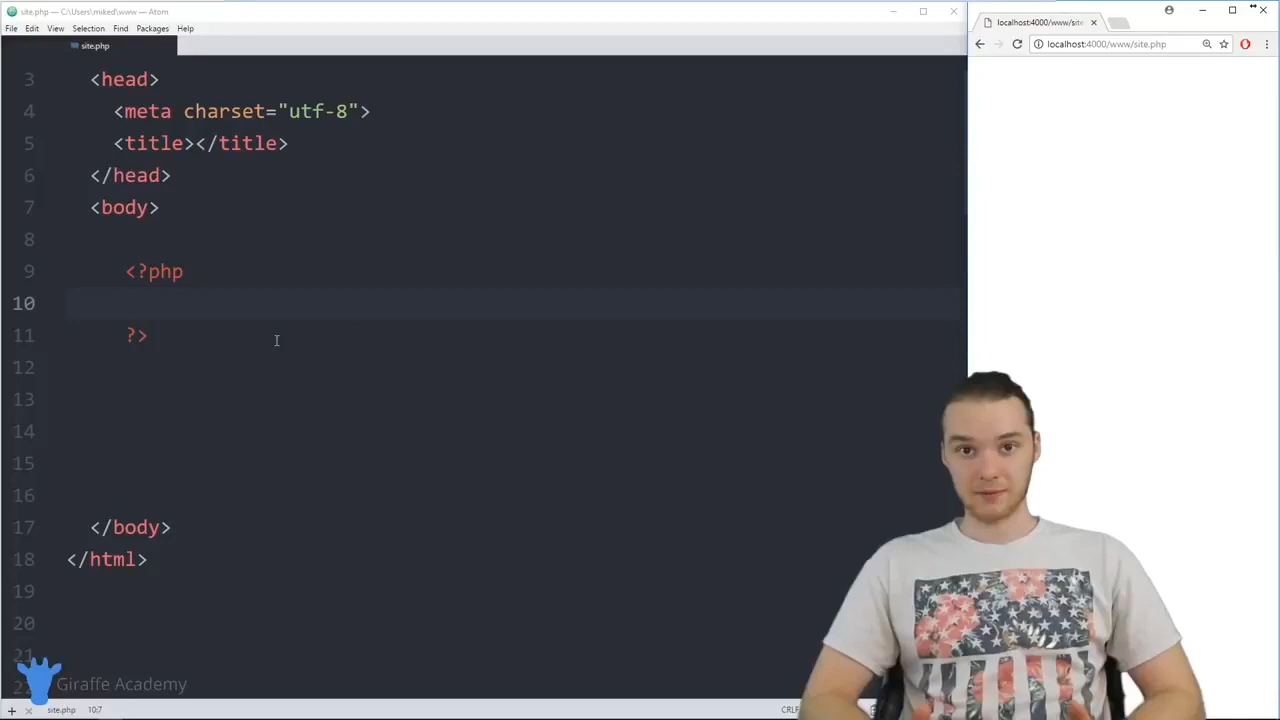 site.php — C:\Users\miked\www — Atom
File Edit View Selection Find Packages Help
site.php
3 <head>
4 <meta charset="utf-8">
5 <title></title>
6 </head>
7 <body>
8
9 <?php
10
11 ?>
12
13
14
15
16
17 </body>
18 </html>
19
20
21
Giraffe Academy
site.php 10:7
CRLF
localhost:4000/www/site
localhost:4000/www/site.php